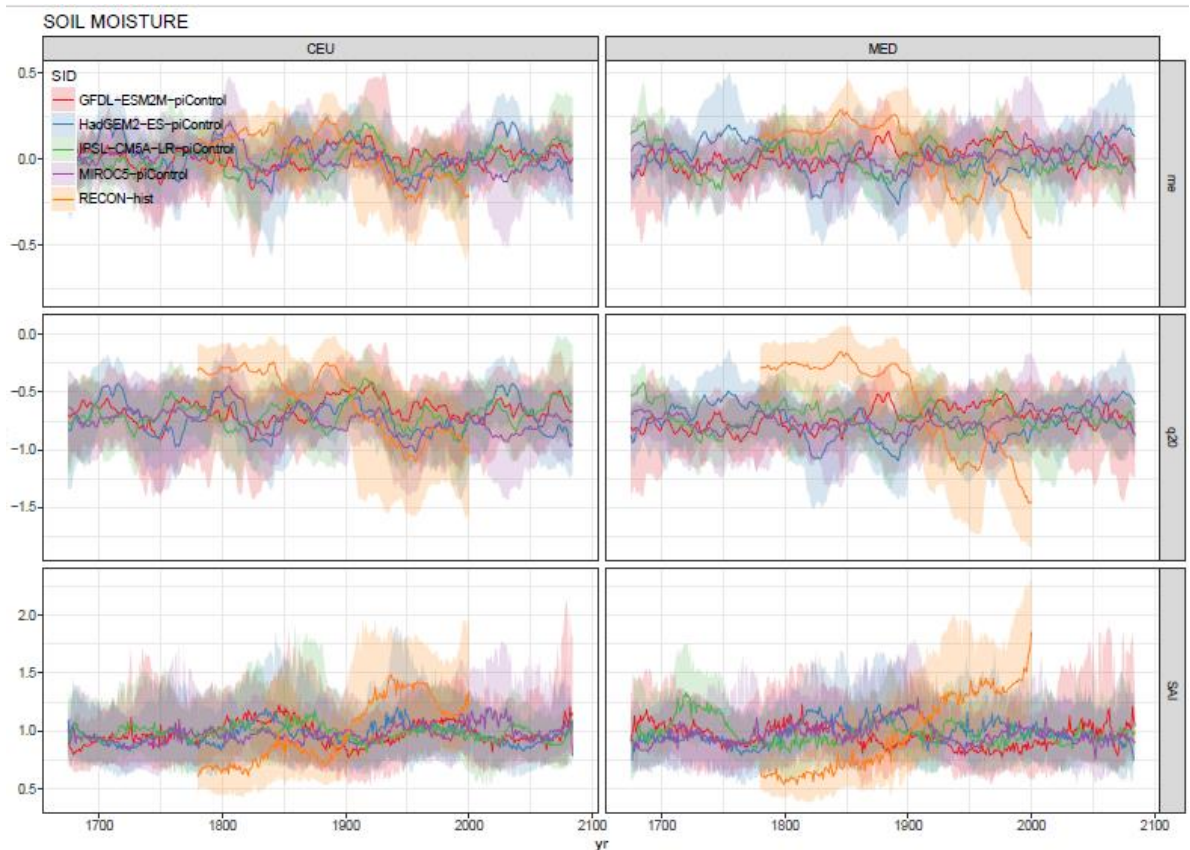 SOIL MOISTURE
CEU MED
SID
GFDL-ESM2M-piControl
HadGEM2-ES-piControl
IPSL-CM5A-LR-piControl
MIROC5-piControl
RECON-hist
0.5
0.0
-0.5
me
0.0
-0.5
-1.0
-1.5
q20
2.0
1.5
1.0
0.5
SAI
1700 1800 1900 2000 2100 1700 1800 1900 2000 2100
yr